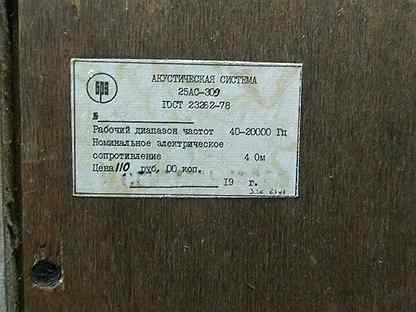 АКУСТИЧЕСКАЯ СИСТЕМА
25АС-309
ГОСТ 23262-78
№
Рабочий диапазон частот 40-20000 Гц
Номинальное электрическое
сопротивление 4 Ом
Цена 110 руб. 00 коп.
19 г.